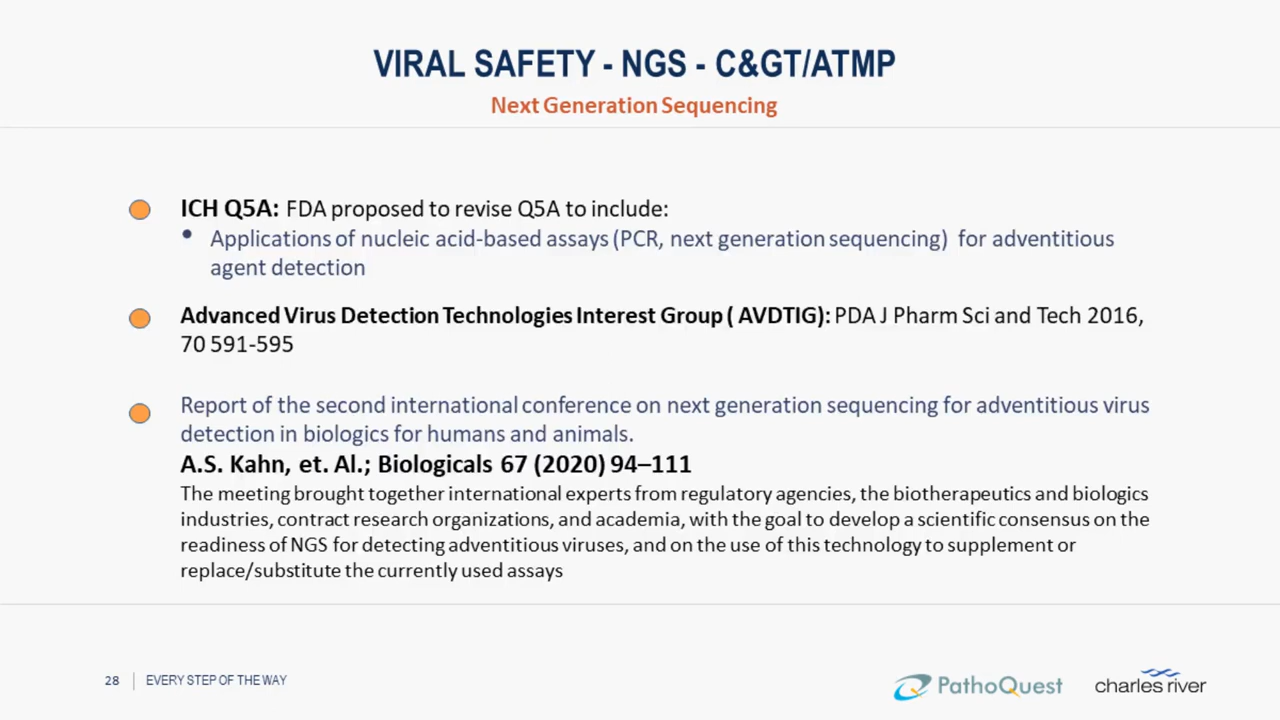 VIRAL SAFETY - NGS - C&GT/ATMP
Next Generation Sequencing
ICH Q5A: FDA proposed to revise Q5A to include:
• Applications of nucleic acid-based assays (PCR, next generation sequencing) for adventitious
agent detection
Advanced Virus Detection Technologies Interest Group ( AVDTIG): PDA J Pharm Sci and Tech 2016,
70 591-595
Report of the second international conference on next generation sequencing for adventitious virus
detection in biologics for humans and animals.
A.S. Kahn, et. Al.; Biologicals 67 (2020) 94–111
The meeting brought together international experts from regulatory agencies, the biotherapeutics and biologics
industries, contract research organizations, and academia, with the goal to develop a scientific consensus on the
readiness of NGS for detecting adventitious viruses, and on the use of this technology to supplement or
replace/substitute the currently used assays
28 EVERY STEP OF THE WAY
PathoQuest
charles river